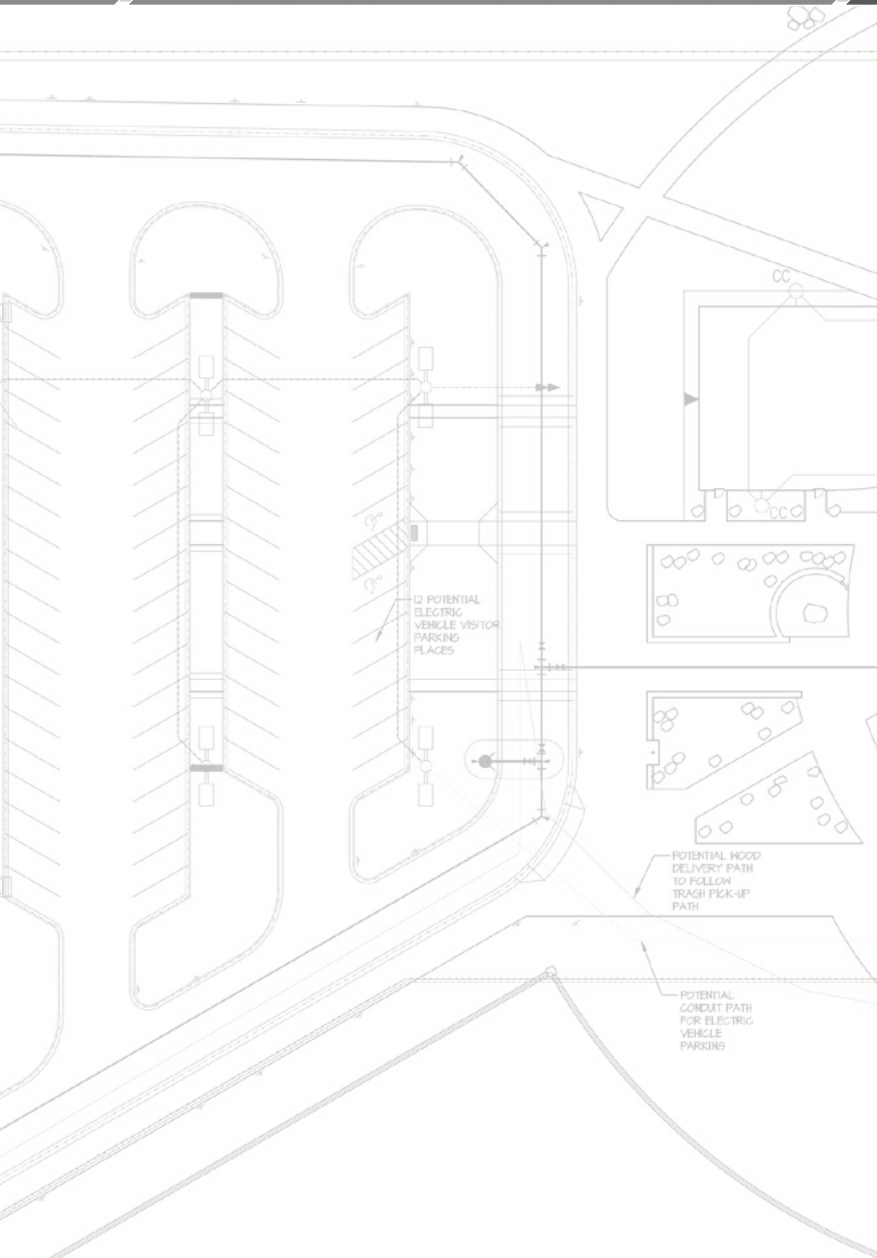 CC
CC
12 POTENTIAL
ELECTRIC
VEHICLE VISITOR
PARKING
PLACES
POTENTIAL WOOD
DELIVERY PATH
TO FOLLOW
TRASH PICK-UP
PATH
POTENTIAL
CONDUIT PATH
FOR ELECTRIC
VEHICLE
PARKING